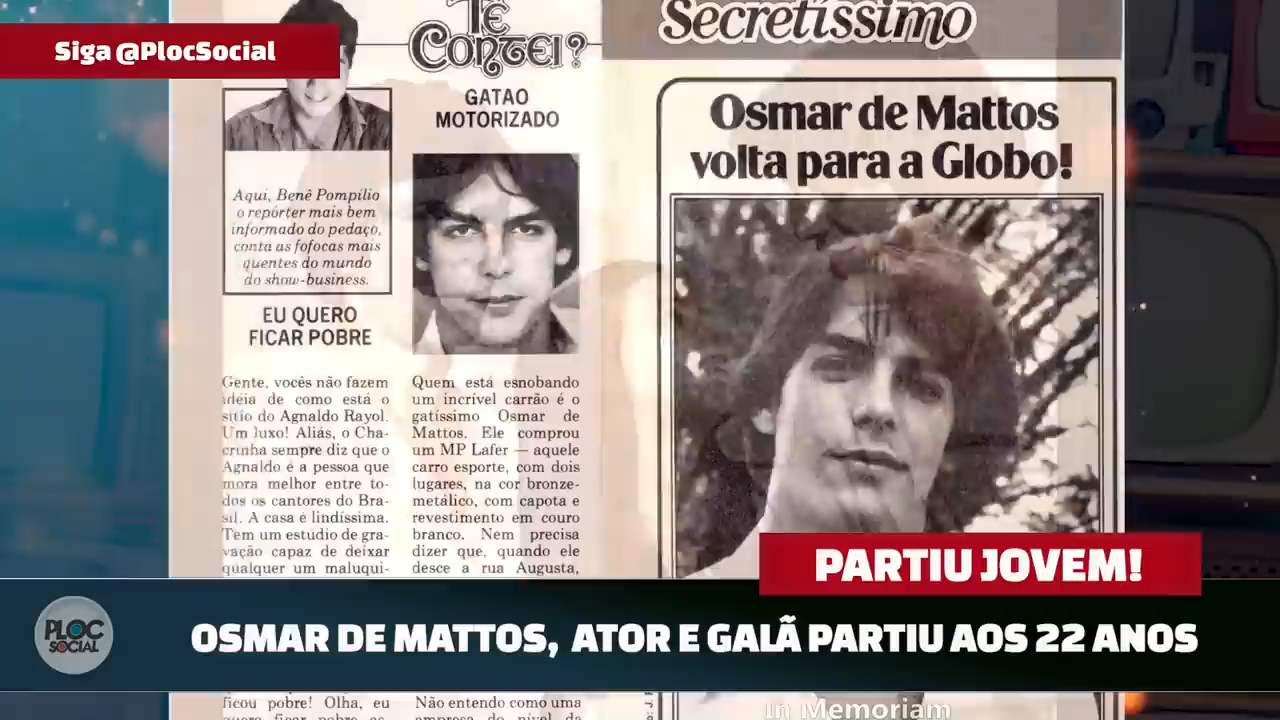 Siga @PlocSocial
TE
CONTEI?
Secretíssimo
GATAO
MOTORIZADO
Osmar de Mattos
volta para a Globo!
Aqui, Benê Pompílio
o repórter mais bem
informado do pedaço,
conta as fofocas mais
quentes do mundo
do show-business.
EU QUERO
FICAR POBRE
Gente, vocês não fazem
ideia de como está o
sítio do Agnaldo Rayol.
Um luxo! Aliás, o Cha-
crinha sempre diz que o
Agnaldo é a pessoa que
mora melhor entre to-
dos os cantores do Bra-
sil. A casa é lindíssima.
Tem um estúdio de gra-
vação capaz de deixar
qualquer um maluqui-
Quem está esnobando
um incrível carrão é o
gatíssimo Osmar de
Mattos. Ele comprou
um MP Lafer — aquele
carro esporte, com dois
lugares, na cor bronze-
metálico, com capota e
revestimento em couro
branco. Nem precisa
dizer que, quando ele
desce a rua Augusta,
PARTIU JOVEM!
PLOC
SOCIAL
OSMAR DE MATTOS, ATOR E GALÃ PARTIU AOS 22 ANOS
ficou pobre! Olha, eu
Não entendo como uma
In Memoriam